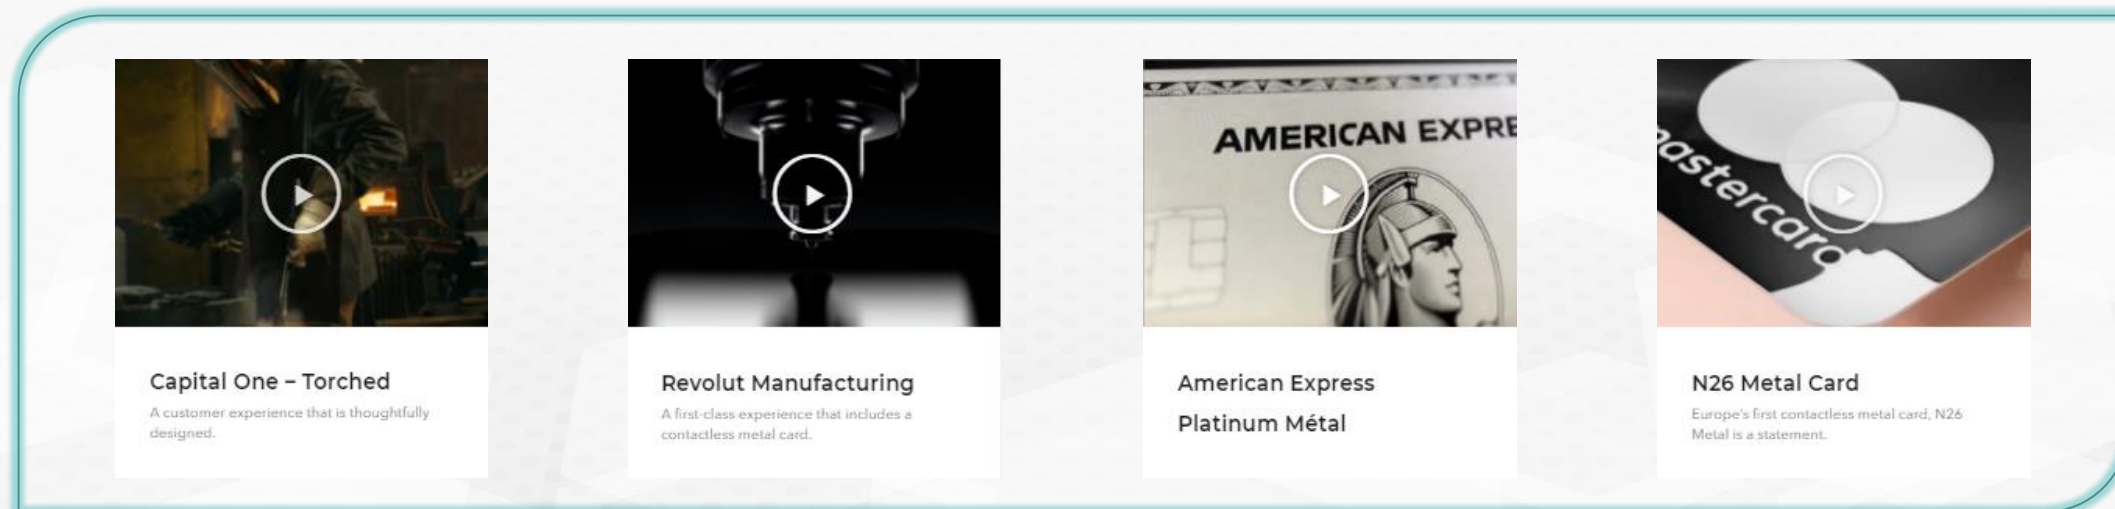 AMERICAN EXPRE
mastercard
Capital One – Torched
A customer experience that is thoughtfully
designed.
Revolut Manufacturing
A first-class experience that includes a
contactless metal card.
American Express
Platinum Métal
N26 Metal Card
Europe's first contactless metal card, N26
Metal is a statement.